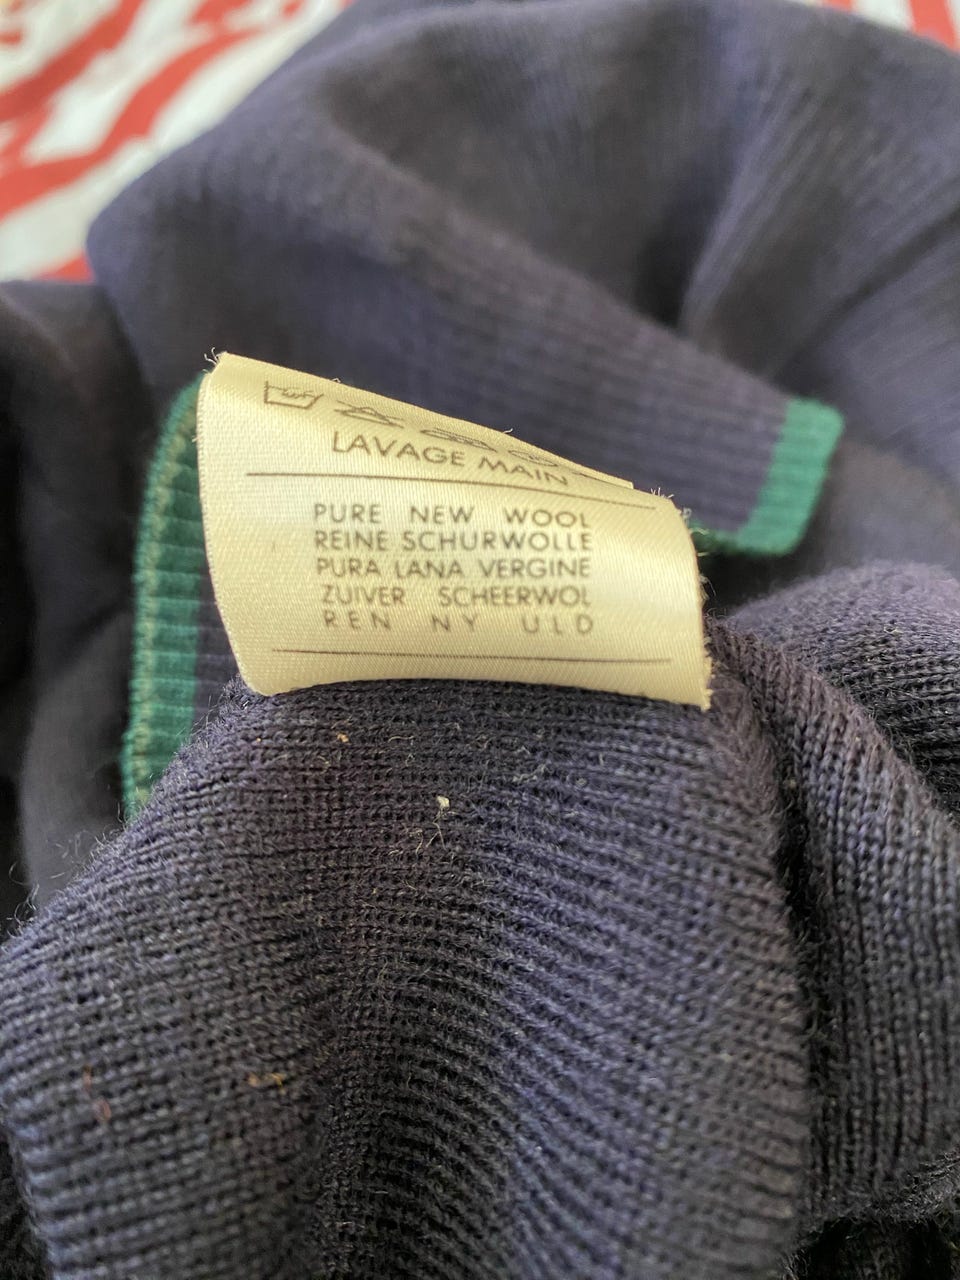 LAVAGE MAIN
PURE NEW WOOL
REINE SCHURWOLLE
PURA LANA VERGINE
ZUIVER SCHEERWOL
REN NY ULD